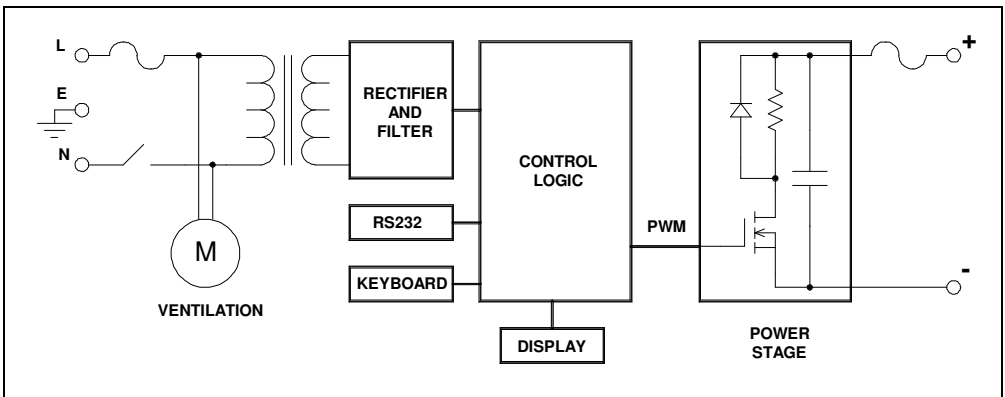 L
E
N
M
VENTILATION
RECTIFIER
AND
FILTER
RS232
KEYBOARD
CONTROL
LOGIC
DISPLAY
PWM
POWER
STAGE
+
-